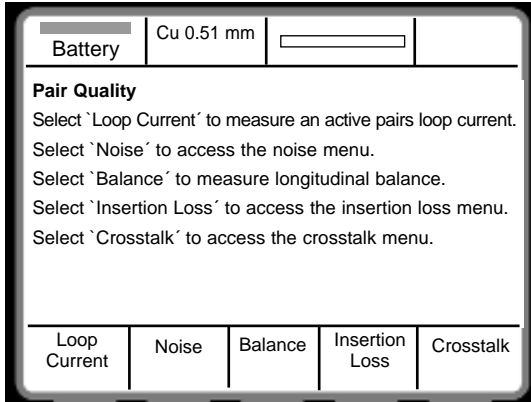 Battery
Cu 0.51 mm
Pair Quality
Select `Loop Current´ to measure an active pairs loop current.
Select `Noise´ to access the noise menu.
Select `Balance´ to measure longitudinal balance.
Select `Insertion Loss´ to access the insertion loss menu.
Select `Crosstalk´ to access the crosstalk menu.
Loop
Current
Noise
Balance
Insertion
Loss
Crosstalk